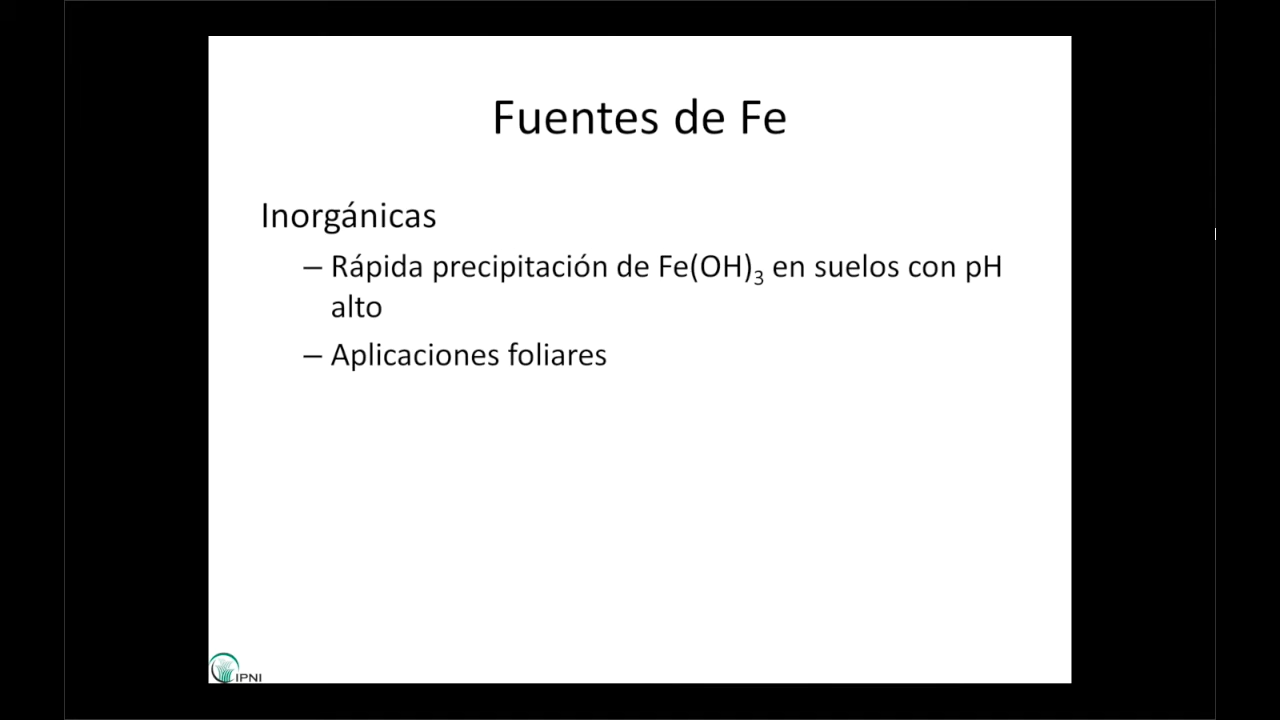 Fuentes de Fe
Inorgánicas
– Rápida precipitación de Fe(OH)₃ en suelos con pH
alto
– Aplicaciones foliares
IPNI